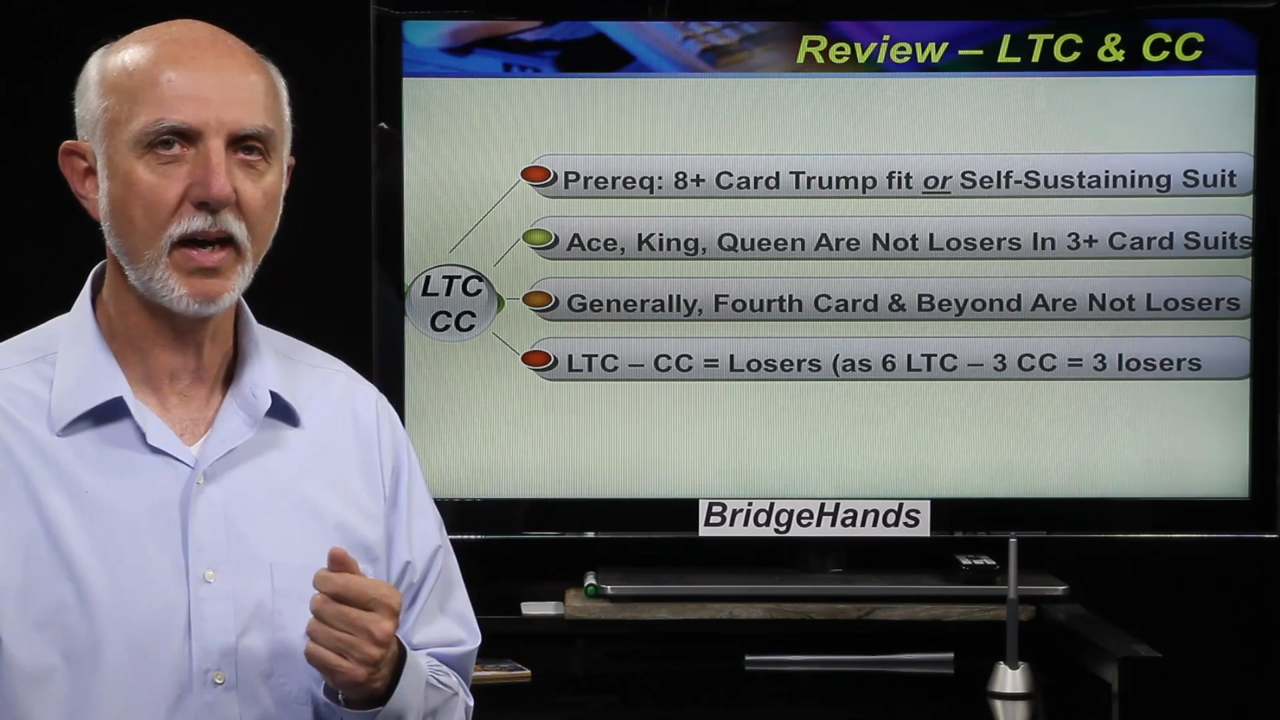 Review – LTC & CC
Prereq: 8+ Card Trump fit or Self-Sustaining Suit
Ace, King, Queen Are Not Losers In 3+ Card Suits
LTC
CC
Generally, Fourth Card & Beyond Are Not Losers
LTC – CC = Losers (as 6 LTC – 3 CC = 3 losers
BridgeHands